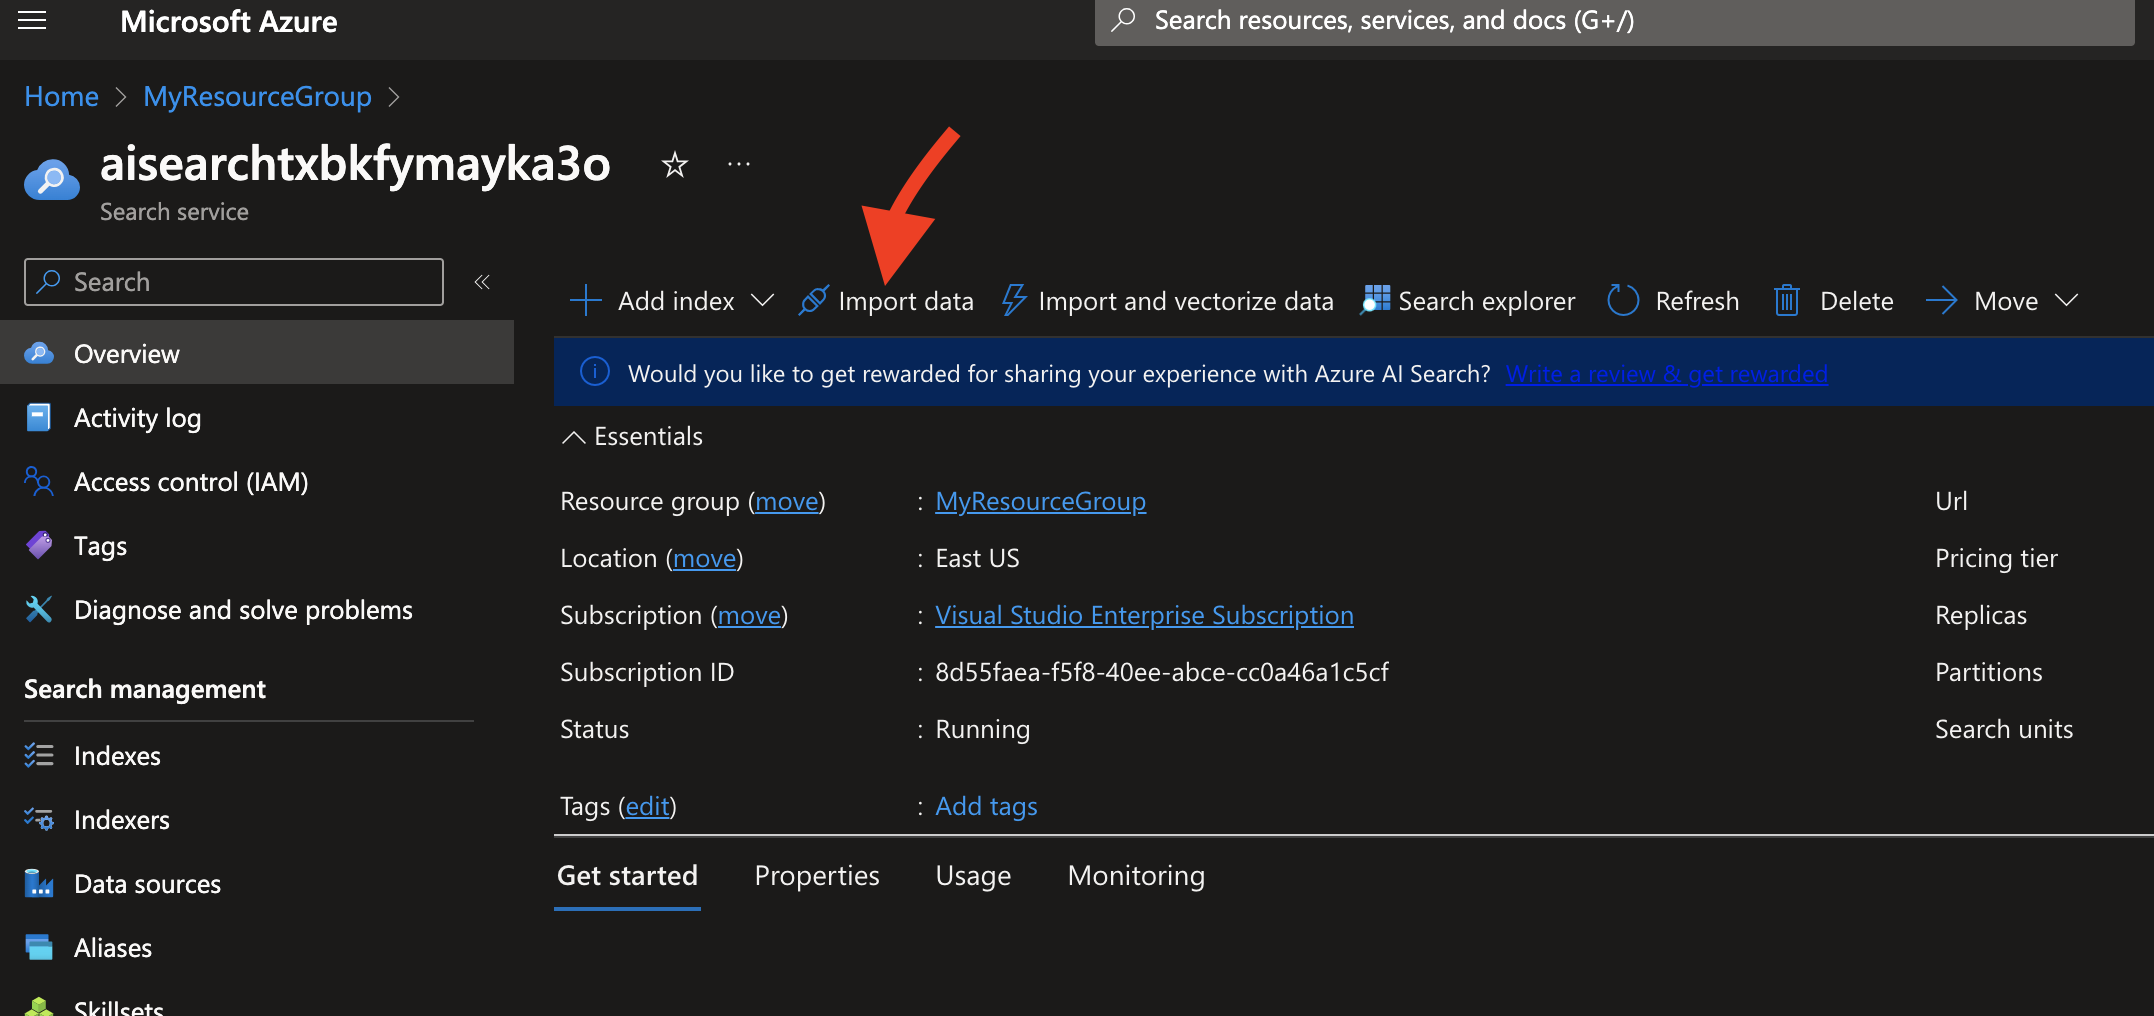 Microsoft Azure
Search resources, services, and docs (G+/)
Home > MyResourceGroup >
aisearchtxbkfymayka3o
Search service
Search
Add index
Import data
Import and vectorize data
Search explorer
Refresh
Delete
Move
Would you like to get rewarded for sharing your experience with Azure AI Search? Write a review & get rewarded
Overview
Activity log
Access control (IAM)
Tags
Diagnose and solve problems
Search management
Indexes
Indexers
Data sources
Aliases
Skillsets
Essentials
Resource group (move) : MyResourceGroup
Location (move) : East US
Subscription (move) : Visual Studio Enterprise Subscription
Subscription ID : 8d55faea-f5f8-40ee-abce-cc0a46a1c5cf
Status : Running
Tags (edit) : Add tags
Url
Pricing tier
Replicas
Partitions
Search units
Get started
Properties
Usage
Monitoring